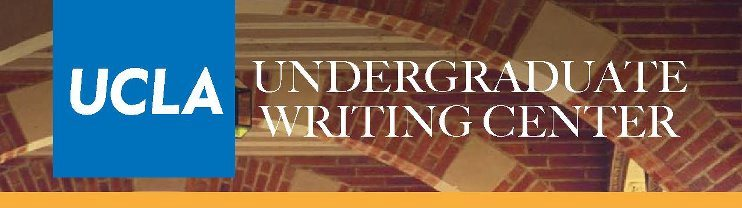 UCLA
UNDERGRADUATE
WRITING CENTER